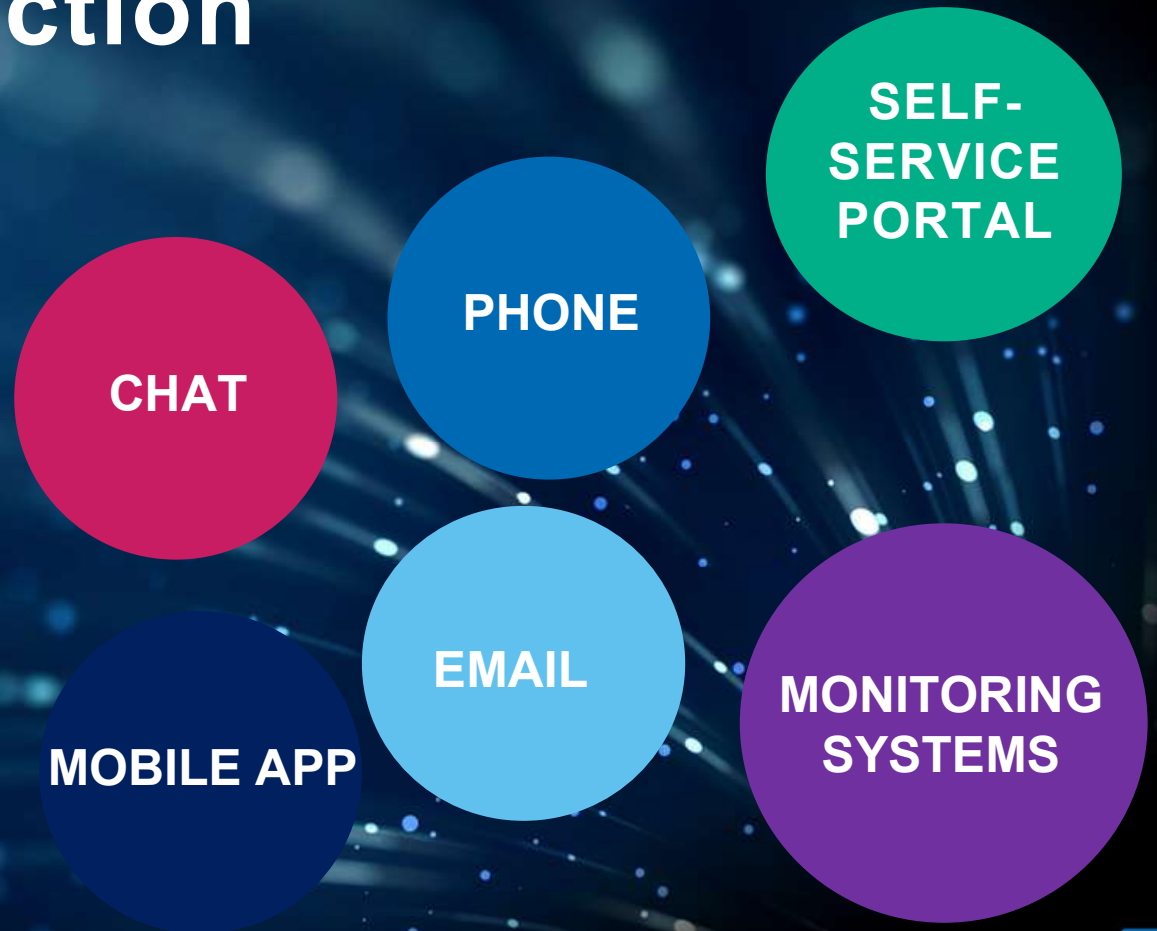 ction
SELF-
SERVICE
PORTAL
PHONE
CHAT
EMAIL
MONITORING
SYSTEMS
MOBILE APP